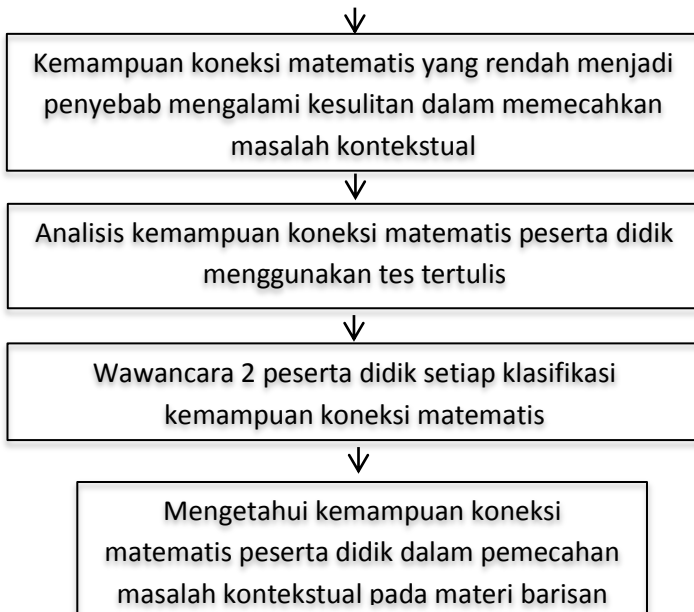 Kemampuan koneksi matematis yang rendah menjadi
penyebab mengalami kesulitan dalam memecahkan
masalah kontekstual
Analisis kemampuan koneksi matematis peserta didik
menggunakan tes tertulis
Wawancara 2 peserta didik setiap klasifikasi
kemampuan koneksi matematis
Mengetahui kemampuan koneksi
matematis peserta didik dalam pemecahan
masalah kontekstual pada materi barisan